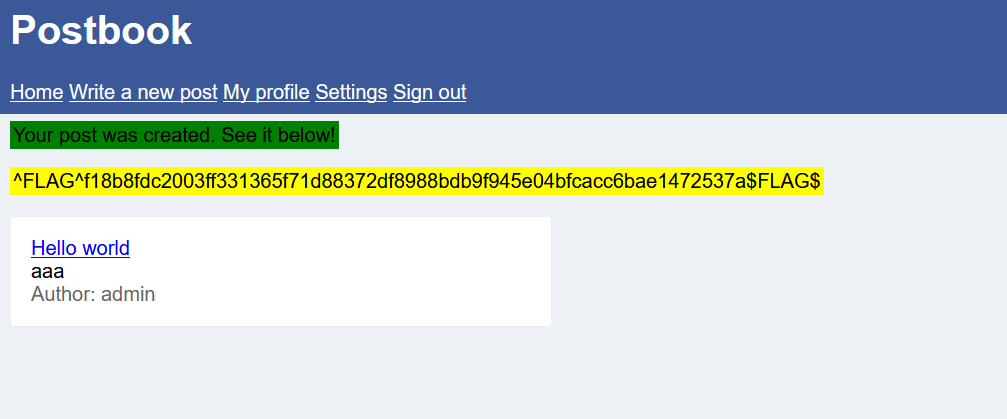 Postbook
Home Write a new post My profile Settings Sign out
Your post was created. See it below!
^FLAG^f18b8fdc2003ff331365f71d88372df8988bdb9f945e04bfcacc6bae1472537a$FLAG$
Hello world
aaa
Author: admin